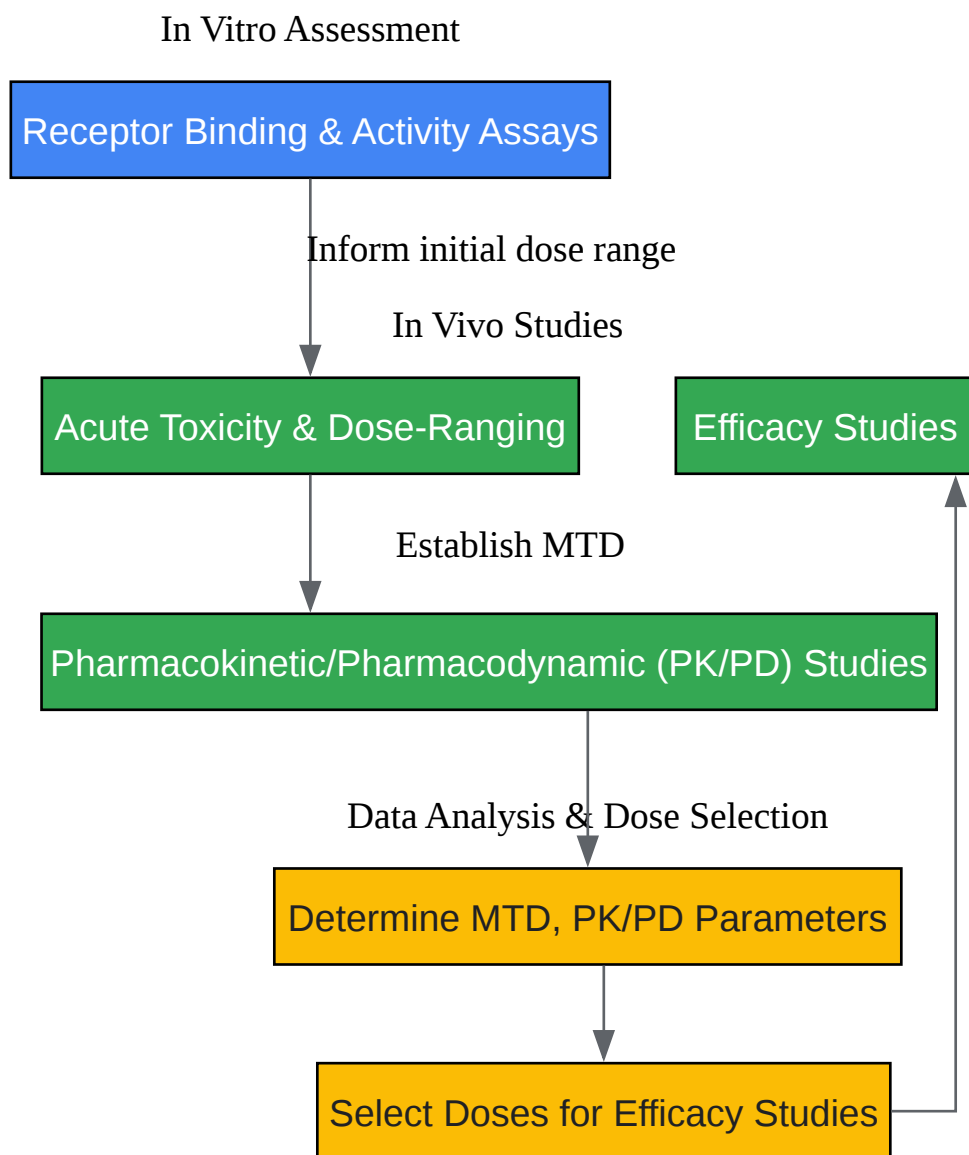 In Vitro Assessment
Receptor Binding & Activity Assays
Inform initial dose range
In Vivo Studies
Acute Toxicity & Dose-Ranging
Efficacy Studies
Establish MTD
Pharmacokinetic/Pharmacodynamic (PK/PD) Studies
Data Analysis & Dose Selection
Determine MTD, PK/PD Parameters
Select Doses for Efficacy Studies